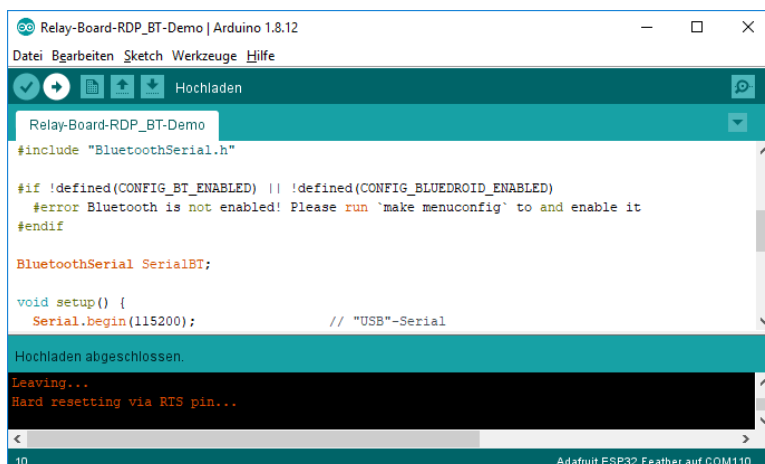 Relay-Board-RDP_BT-Demo | Arduino 1.8.12
Datei Bearbeiten Sketch Werkzeuge Hilfe
Hochladen
Relay-Board-RDP_BT-Demo
#include "BluetoothSerial.h"
#if !defined(CONFIG_BT_ENABLED) || !defined(CONFIG_BLUEDROID_ENABLED)
#error Bluetooth is not enabled! Please run `make menuconfig` to and enable it
#endif
BluetoothSerial SerialBT;
void setup() {
Serial.begin(115200); // "USB"-Serial
Hochladen abgeschlossen.
Leaving...
Hard resetting via RTS pin...
10 Adafruit ESP32 Feather auf COM110